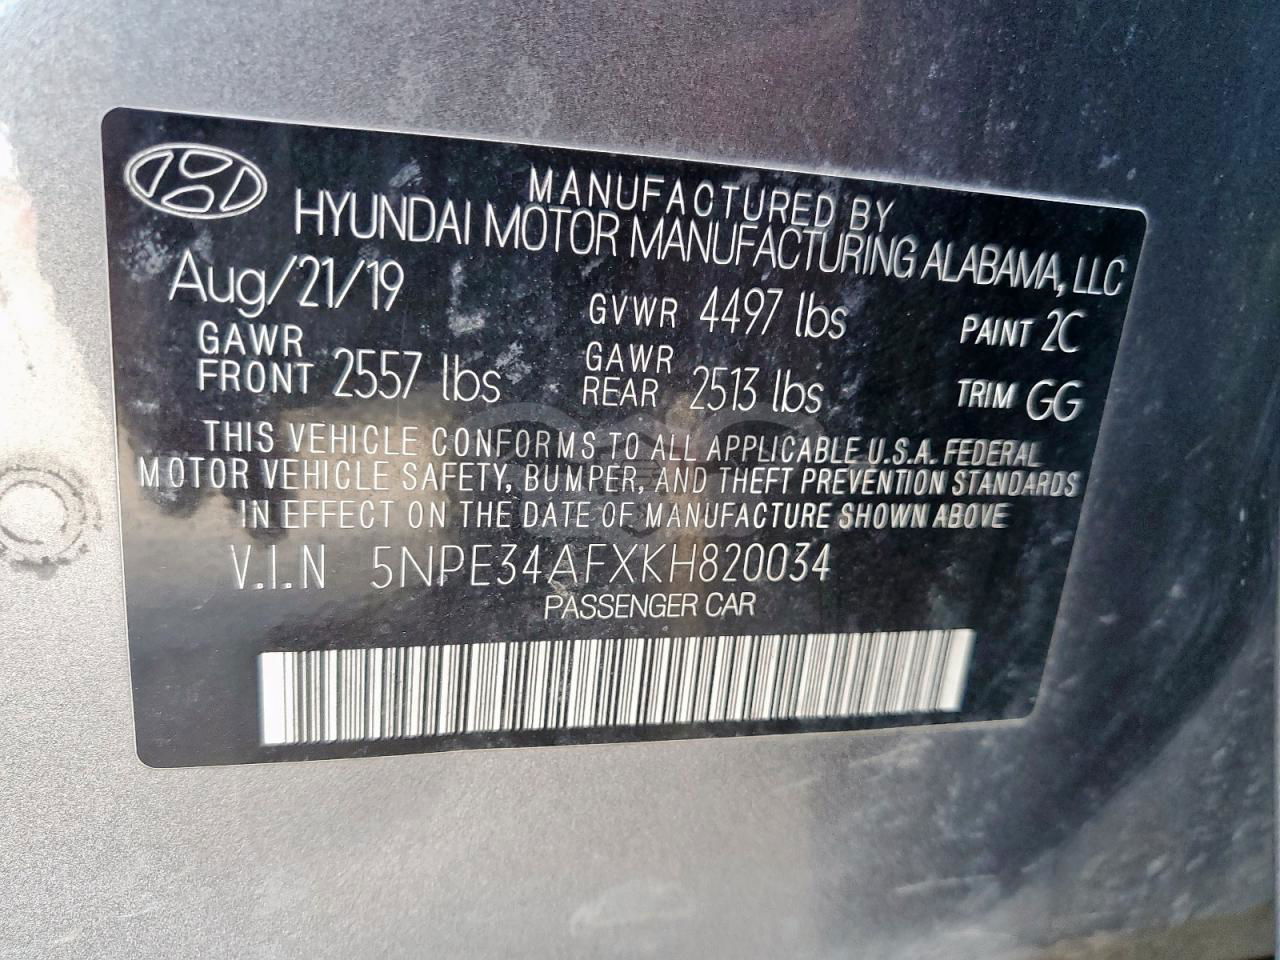 MANUFACTURED BY
HYUNDAI MOTOR MANUFACTURING ALABAMA, LLC
Aug/21/19 GVWR 4497 lbs PAINT 2C
GAWR FRONT 2557 lbs GAWR REAR 2513 lbs TRIM GG
THIS VEHICLE CONFORMS TO ALL APPLICABLE U.S.A. FEDERAL
MOTOR VEHICLE SAFETY, BUMPER, AND THEFT PREVENTION STANDARDS
IN EFFECT ON THE DATE OF MANUFACTURE SHOWN ABOVE
V.I.N 5NPE34AFXKH820034
PASSENGER CAR